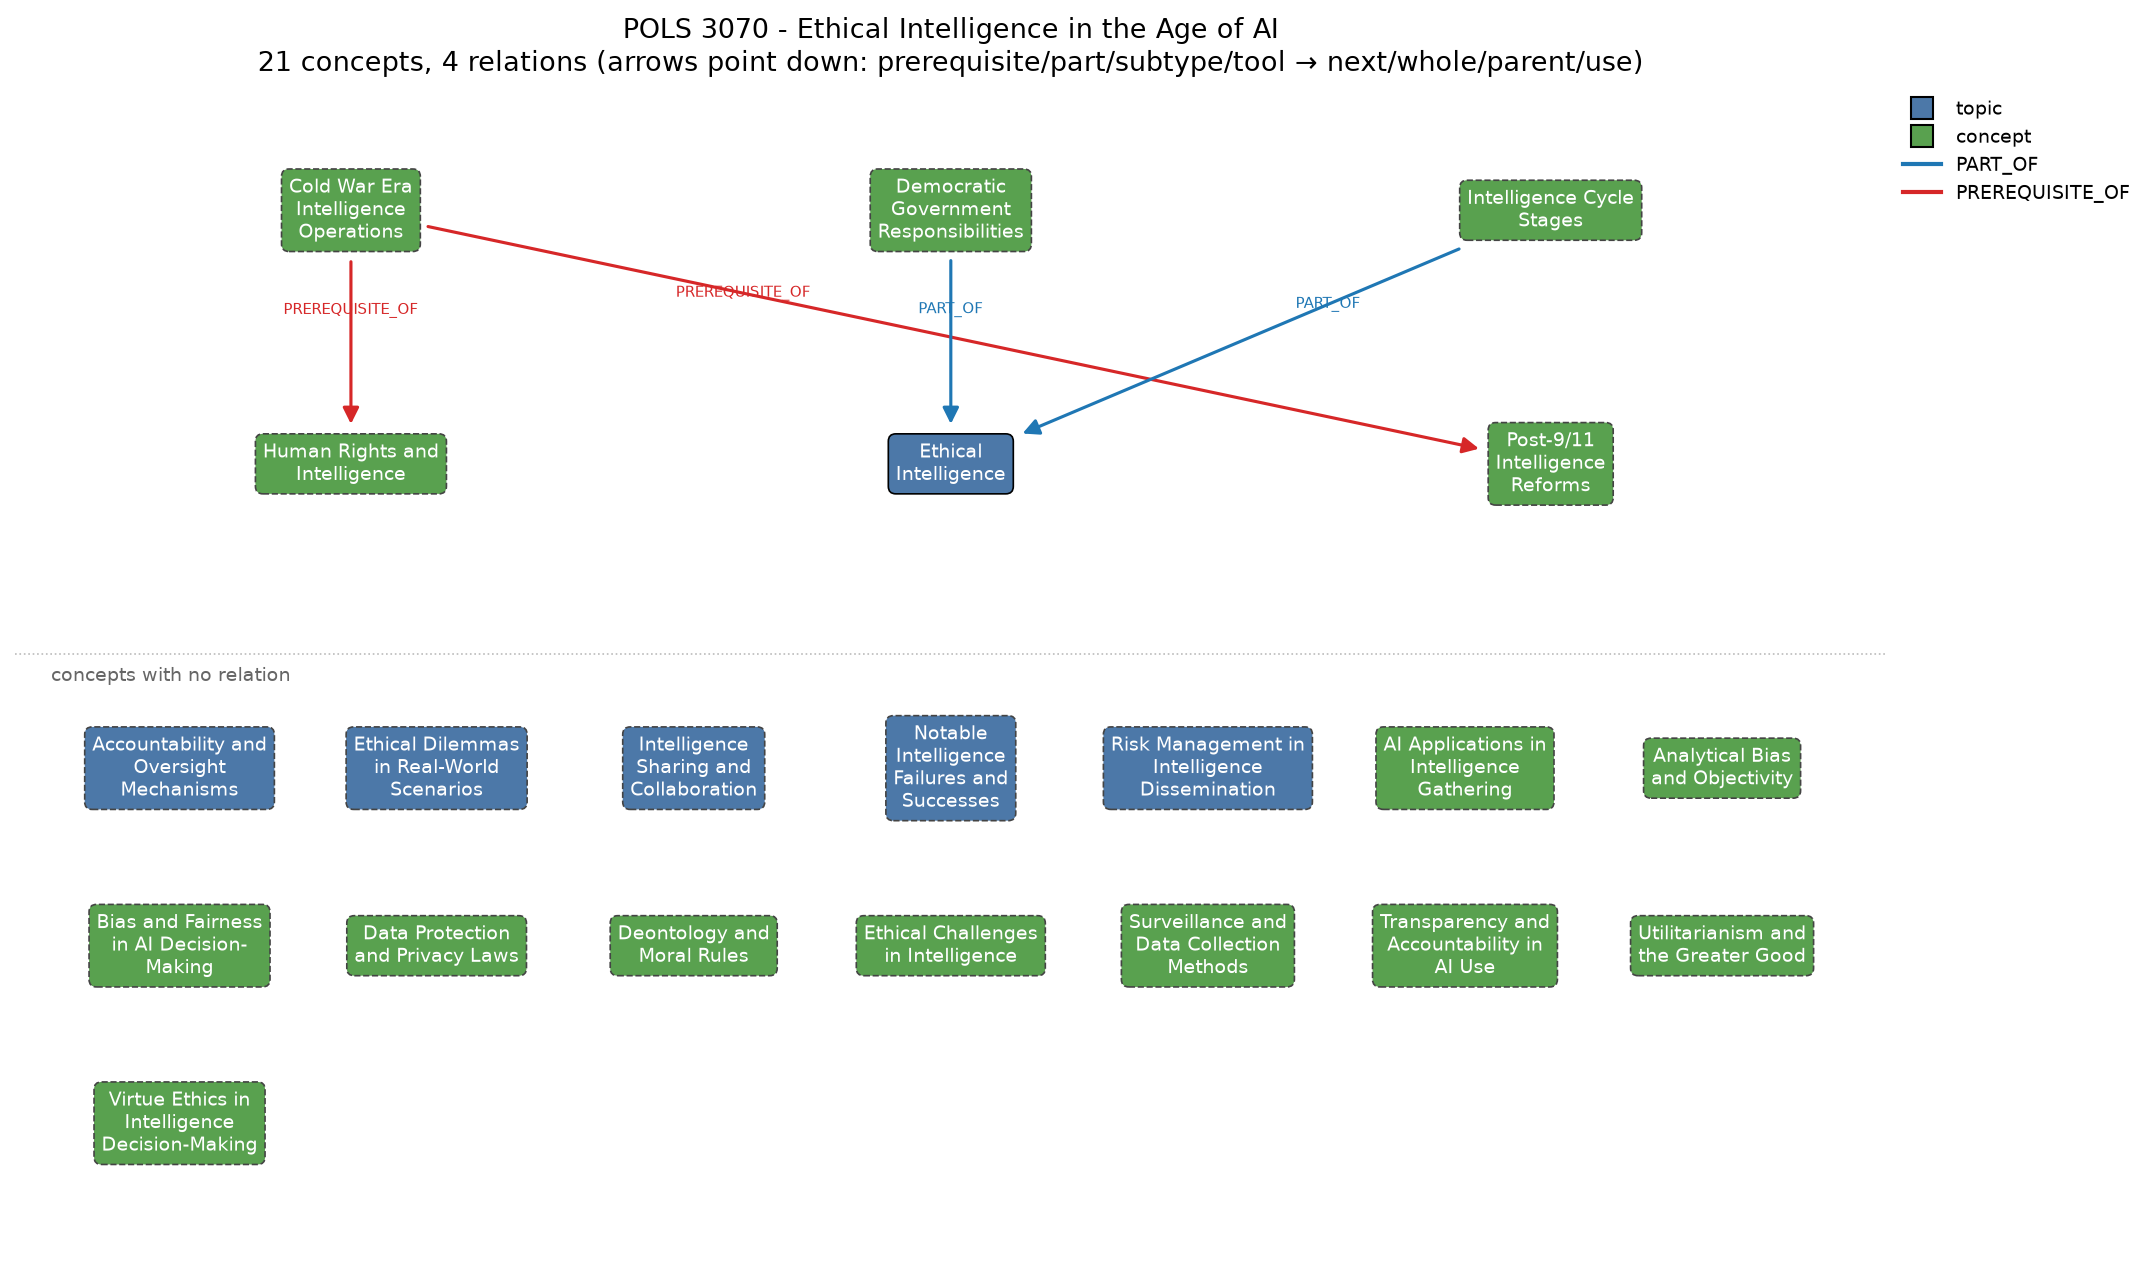 POLS 3070 - Ethical Intelligence in the Age of AI
21 concepts, 4 relations (arrows point down: prerequisite/part/subtype/tool → next/whole/parent/use)
topic
concept
PART_OF
PREREQUISITE_OF
Cold War Era
Intelligence
Operations
Democratic
Government
Responsibilities
Intelligence Cycle
Stages
PREREQUISITE_OF
PREREQUISITE_OF
PART_OF
PART_OF
Human Rights and
Intelligence
Ethical
Intelligence
Post-9/11
Intelligence
Reforms
concepts with no relation
Accountability and
Oversight
Mechanisms
Ethical Dilemmas
in Real-World
Scenarios
Intelligence
Sharing and
Collaboration
Notable
Intelligence
Failures and
Successes
Risk Management in
Intelligence
Dissemination
AI Applications in
Intelligence
Gathering
Analytical Bias
and Objectivity
Bias and Fairness
in AI Decision-
Making
Data Protection
and Privacy Laws
Deontology and
Moral Rules
Ethical Challenges
in Intelligence
Surveillance and
Data Collection
Methods
Transparency and
Accountability in
AI Use
Utilitarianism and
the Greater Good
Virtue Ethics in
Intelligence
Decision-Making